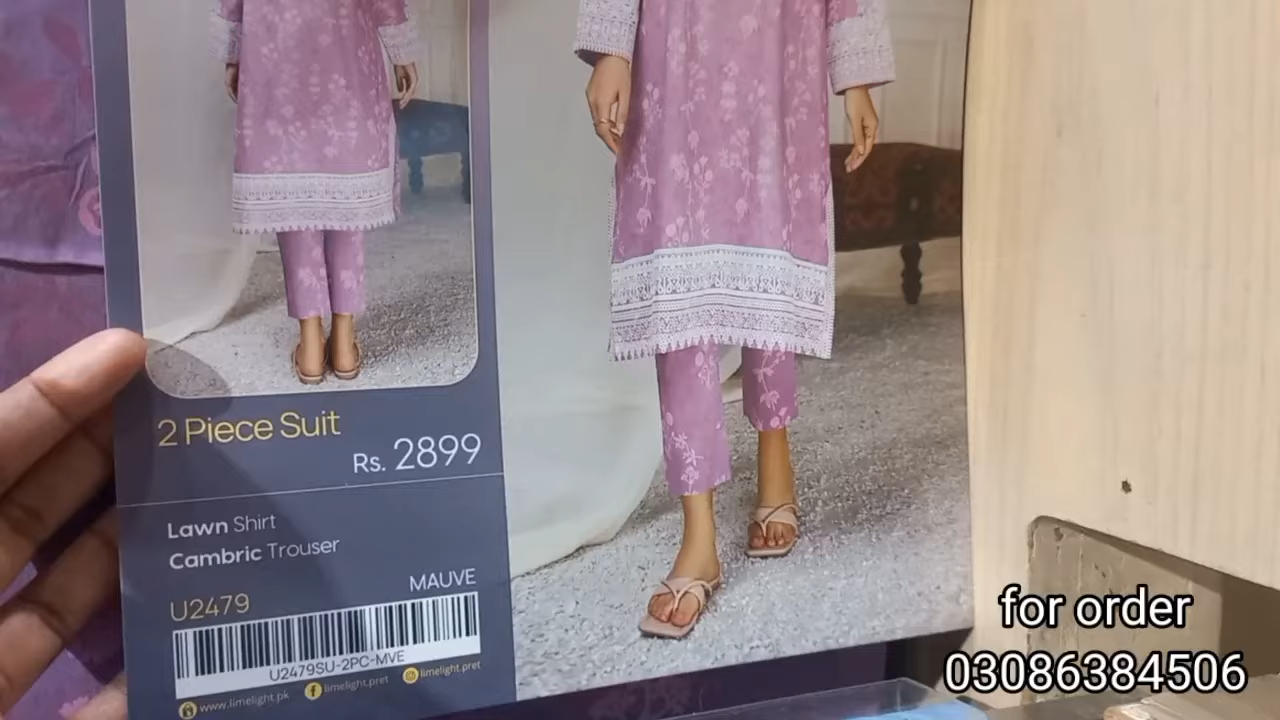 2 Piece Suit
Rs. 2899
Lawn Shirt
Cambric Trouser
MAUVE
U2479
U2479SU-2PC-MVE
www.limelight.pk limelight.pret limelight.pret
for order
03086384506